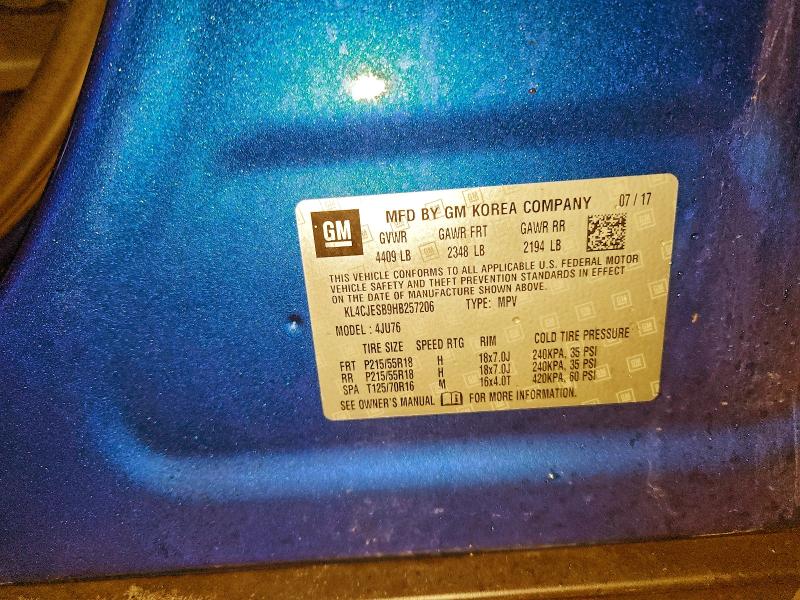 GM
MFD BY GM KOREA COMPANY 07 / 17
GVWR GAWR FRT GAWR RR
4409 LB 2348 LB 2194 LB
THIS VEHICLE CONFORMS TO ALL APPLICABLE U.S. FEDERAL MOTOR
VEHICLE SAFETY AND THEFT PREVENTION STANDARDS IN EFFECT
ON THE DATE OF MANUFACTURE SHOWN ABOVE.
KL4CJESB9HB257206 TYPE: MPV
MODEL : 4JU76
TIRE SIZE SPEED RTG RIM COLD TIRE PRESSURE
FRT P215/55R18 H 18x7.0J 240KPA, 35 PSI
RR P215/55R18 H 18x7.0J 240KPA, 35 PSI
SPA T125/70R16 M 16x4.0T 420KPA, 60 PSI
SEE OWNER'S MANUAL FOR MORE INFORMATION.